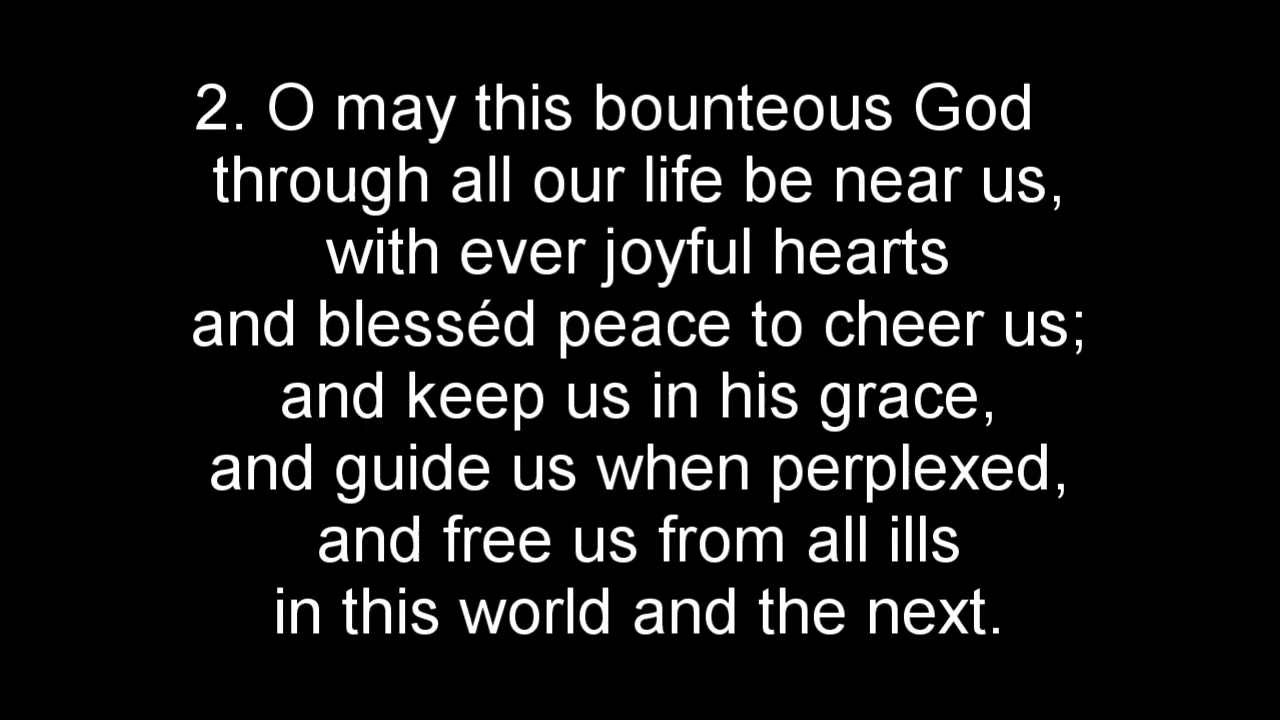 2. O may this bounteous God
through all our life be near us,
with ever joyful hearts
and blesséd peace to cheer us;
and keep us in his grace,
and guide us when perplexed,
and free us from all ills
in this world and the next.